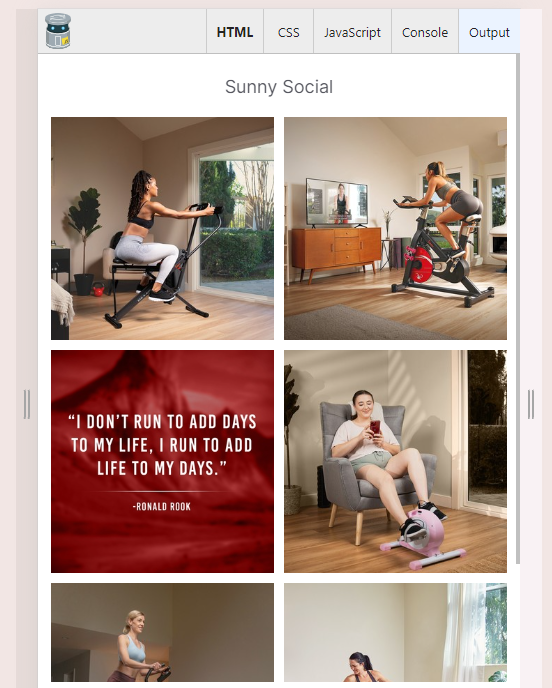 HTML
CSS
JavaScript
Console
Output
Sunny Social
“I DON’T RUN TO ADD DAYS
TO MY LIFE, I RUN TO ADD
LIFE TO MY DAYS.”
-RONALD ROOK